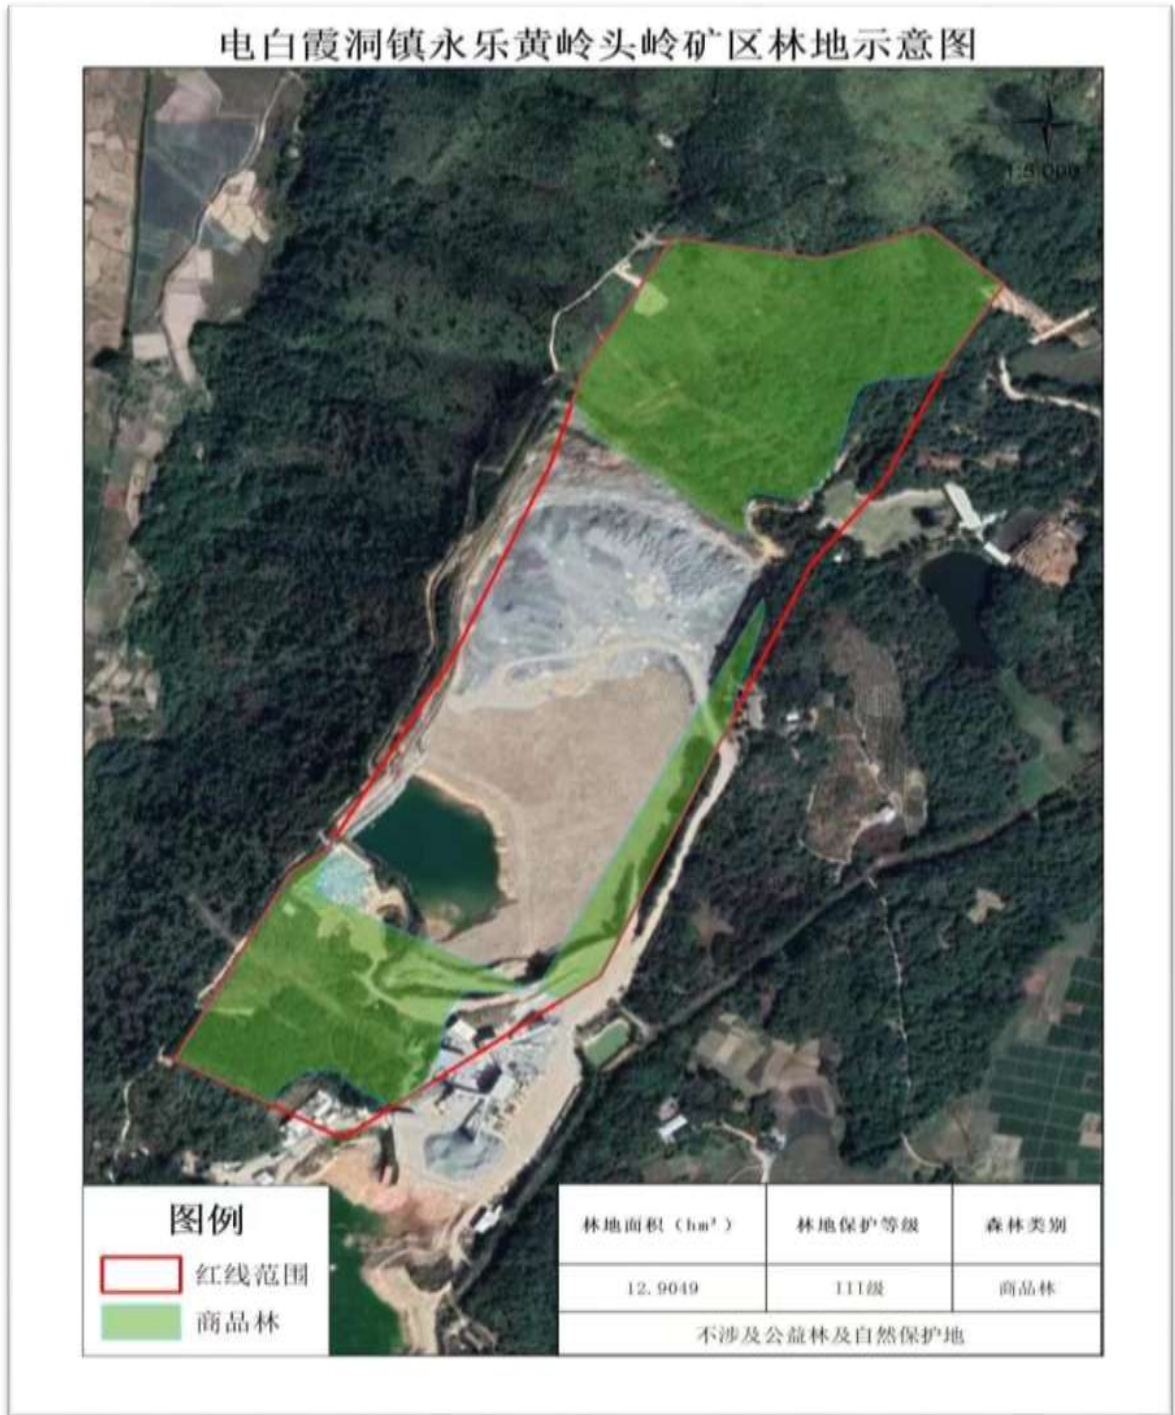 电白霞洞镇永乐黄岭头岭矿区林地示意图
1:5,000
图例
红线范围
商品林
林地面积（hm²） 林地保护等级 森林类别
12.9049 III级 商品林
不涉及公益林及自然保护地